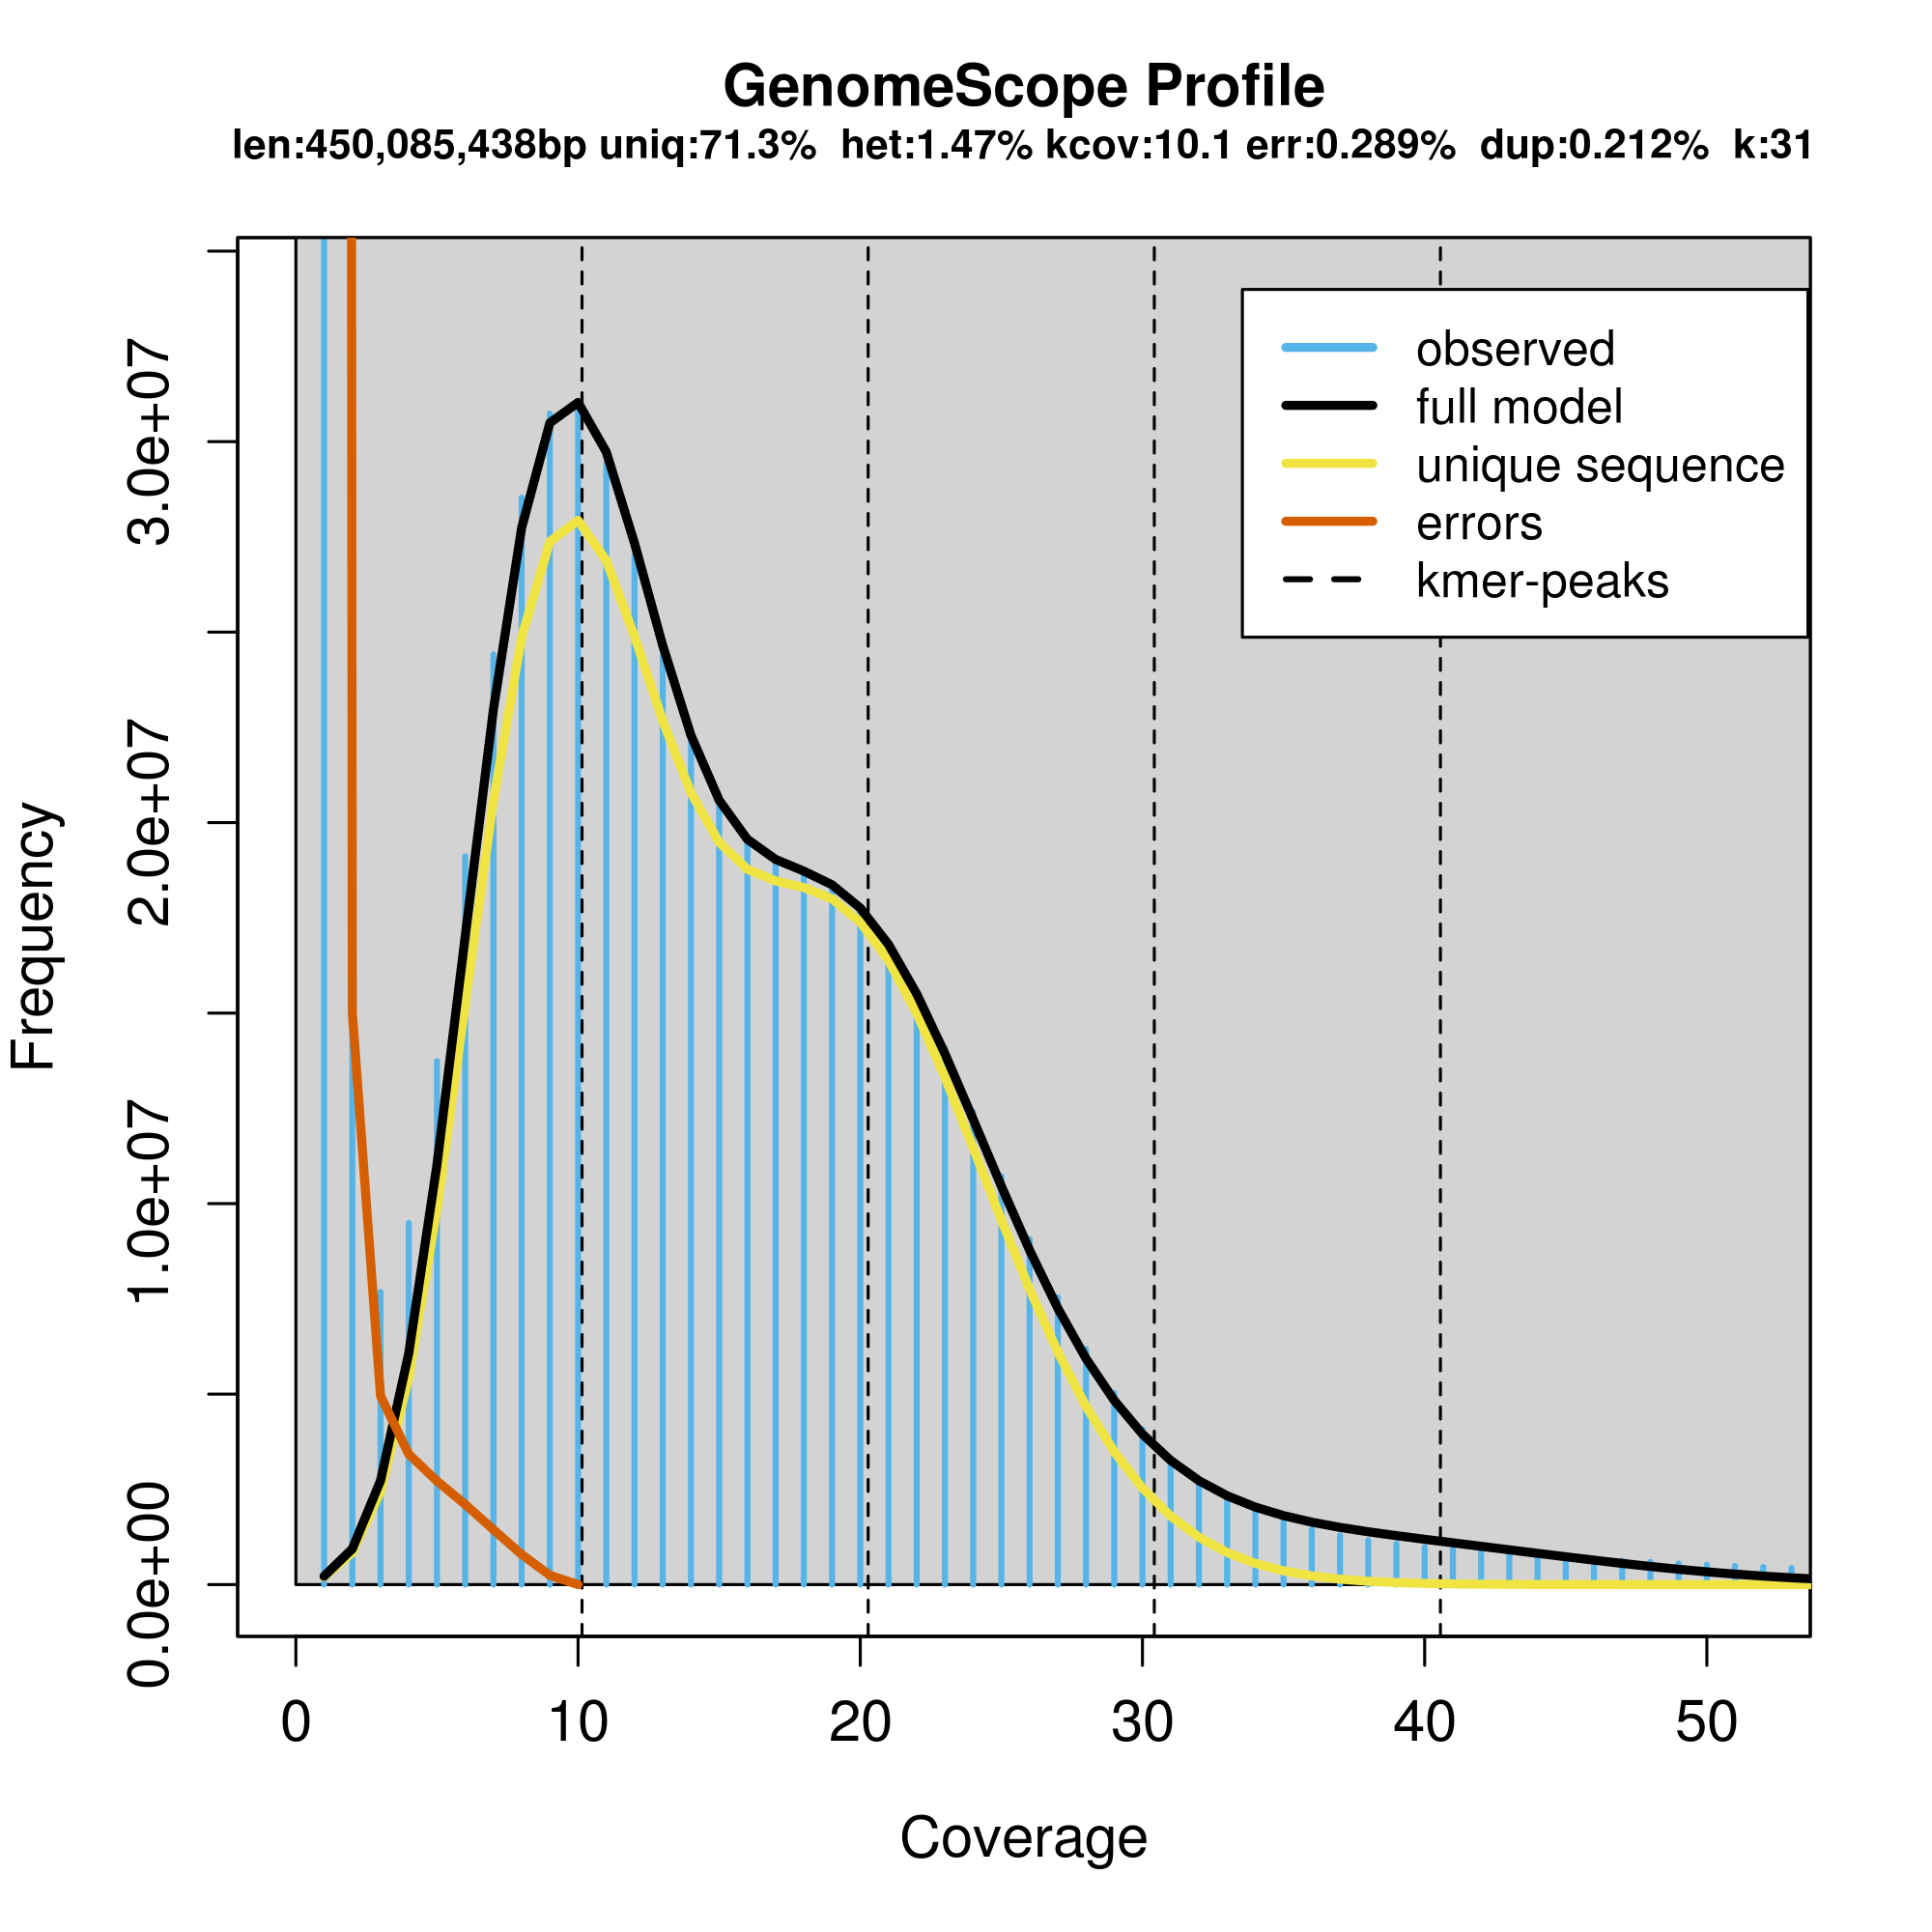 GenomeScope Profile
len:450,085,438bp uniq:71.3% het:1.47% kcov:10.1 err:0.289% dup:0.212% k:31
observed
full model
unique sequence
errors
kmer-peaks
Frequency
3.0e+07
2.0e+07
1.0e+07
0.0e+00
0 10 20 30 40 50
Coverage